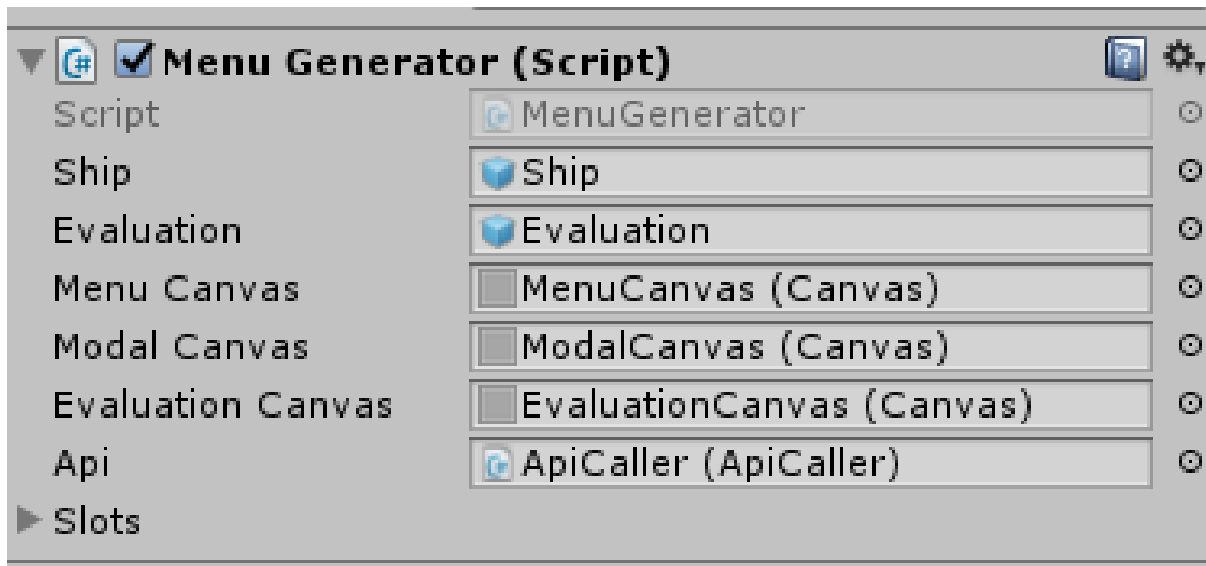 Menu Generator (Script)
Script MenuGenerator
Ship Ship
Evaluation Evaluation
Menu Canvas MenuCanvas (Canvas)
Modal Canvas ModalCanvas (Canvas)
Evaluation Canvas EvaluationCanvas (Canvas)
Api ApiCaller (ApiCaller)
Slots